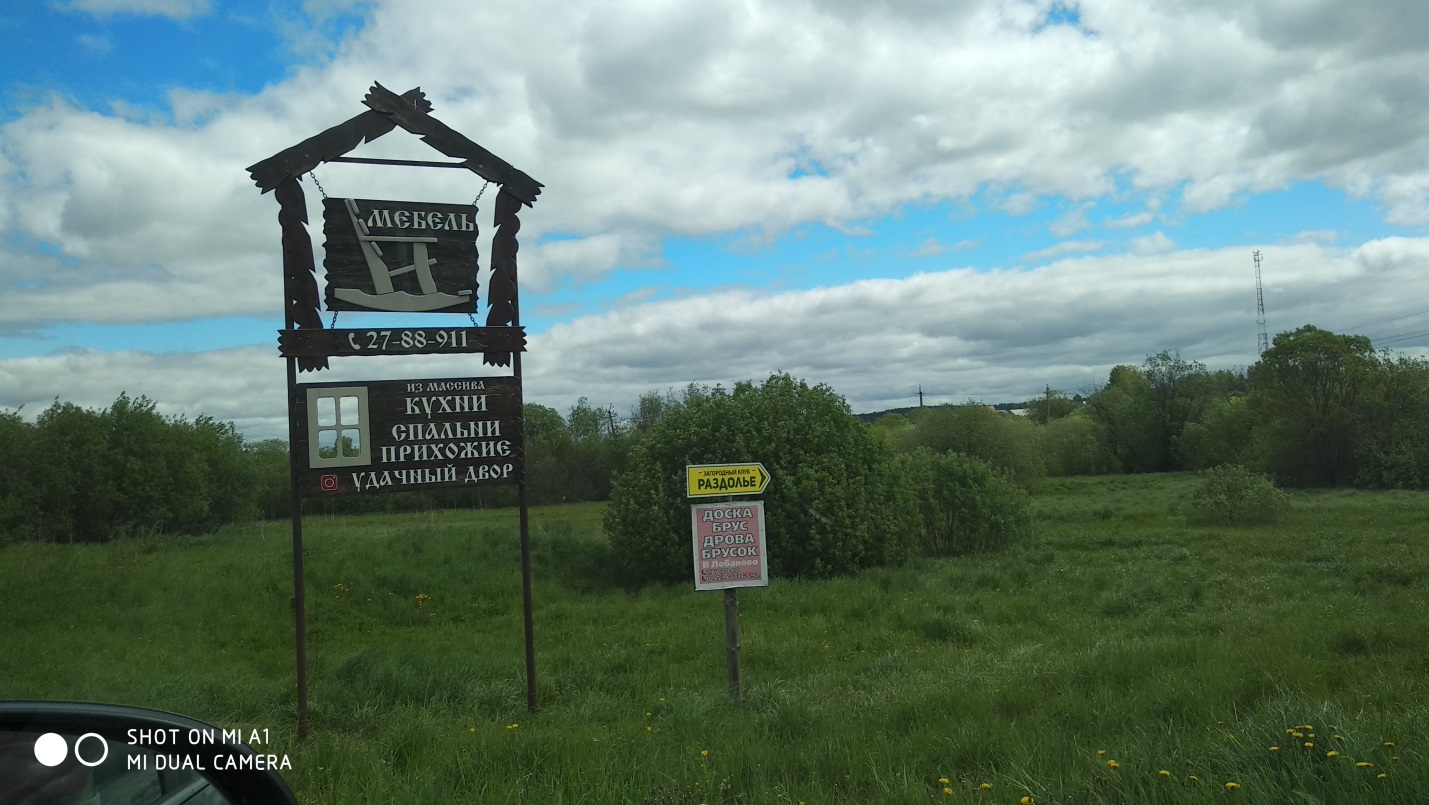 МЕБЕЛЬ
27-88-911
ИЗ МАССИВА
КУХНИ
СПАЛЬНИ
ПРИХОЖИЕ
УДАЧНЫЙ ДВОР
ЗАГОРОДНЫЙ КЛУБ
РАЗДОЛЬЕ
ДОСКА
БРУС
ДРОВА
БРУСОК
В Лобаново
SHOT ON MI A1
MI DUAL CAMERA